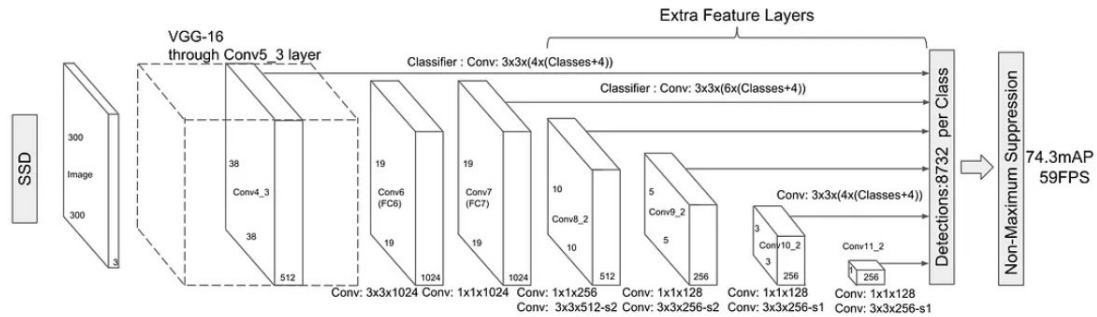 Extra Feature Layers
VGG-16
through Conv5_3 layer
Classifier : Conv: 3x3x(4x(Classes+4))
Classifier : Conv: 3x3x(6x(Classes+4))
SSD
300
Image
300
3
38
Conv4_3
38
512
19
Conv6
(FC6)
19
1024
19
Conv7
(FC7)
19
1024
10
Conv8_2
10
512
5
Conv9_2
5
256
Conv: 3x3x(4x(Classes+4))
3
Conv10_2
3
256
Conv11_2
1
256
Detections:8732 per Class
Non-Maximum Suppression
74.3mAP
59FPS
Conv: 3x3x1024
Conv: 1x1x1024
Conv: 1x1x256
Conv: 3x3x512-s2
Conv: 1x1x128
Conv: 3x3x256-s2
Conv: 1x1x128
Conv: 3x3x256-s1
Conv: 1x1x128
Conv: 3x3x256-s1